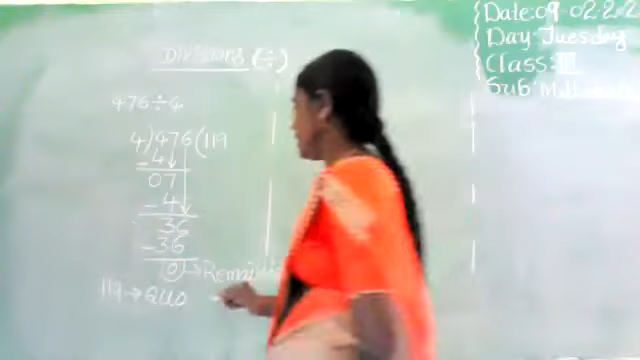 Divisions (÷)
476÷4
4)476(119
-4
07
-4
36
-36
0→Remai
119→QUO
Date:09-02-202
Day:Tuesday
Class:III
Sub: